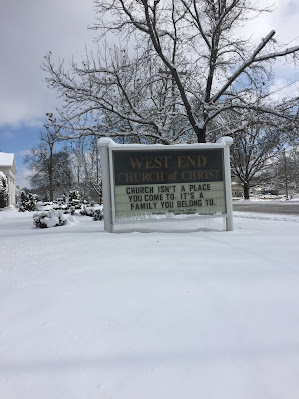 WEST END
CHURCH of CHRIST
CHURCH ISN'T A PLACE
YOU COME TO. IT'S A
FAMILY YOU BELONG TO.